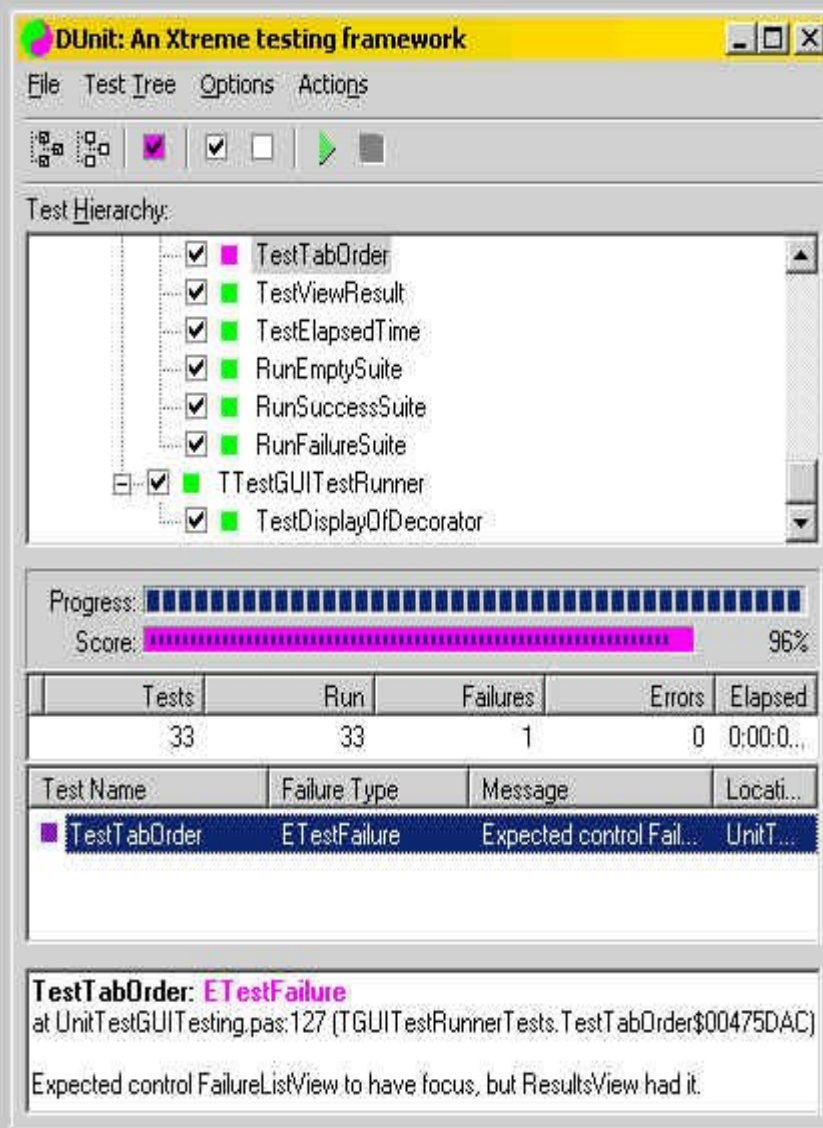 DUnit: An Xtreme testing framework
File Test Tree Options Actions
Test Hierarchy:
TestTabOrder
TestViewResult
TestElapsedTime
RunEmptySuite
RunSuccessSuite
RunFailureSuite
TTestGUITestRunner
TestDisplayOfDecorator
Progress:
Score: 96%
Tests Run Failures Errors Elapsed
33 33 1 0 0:00:0...
Test Name Failure Type Message Locati...
TestTabOrder ETestFailure Expected control Fail... UnitT...
TestTabOrder: ETestFailure
at UnitTestGUITesting.pas:127 (TGUITestRunnerTests.TestTabOrder$00475DAC)
Expected control FailureListView to have focus, but ResultsView had it.